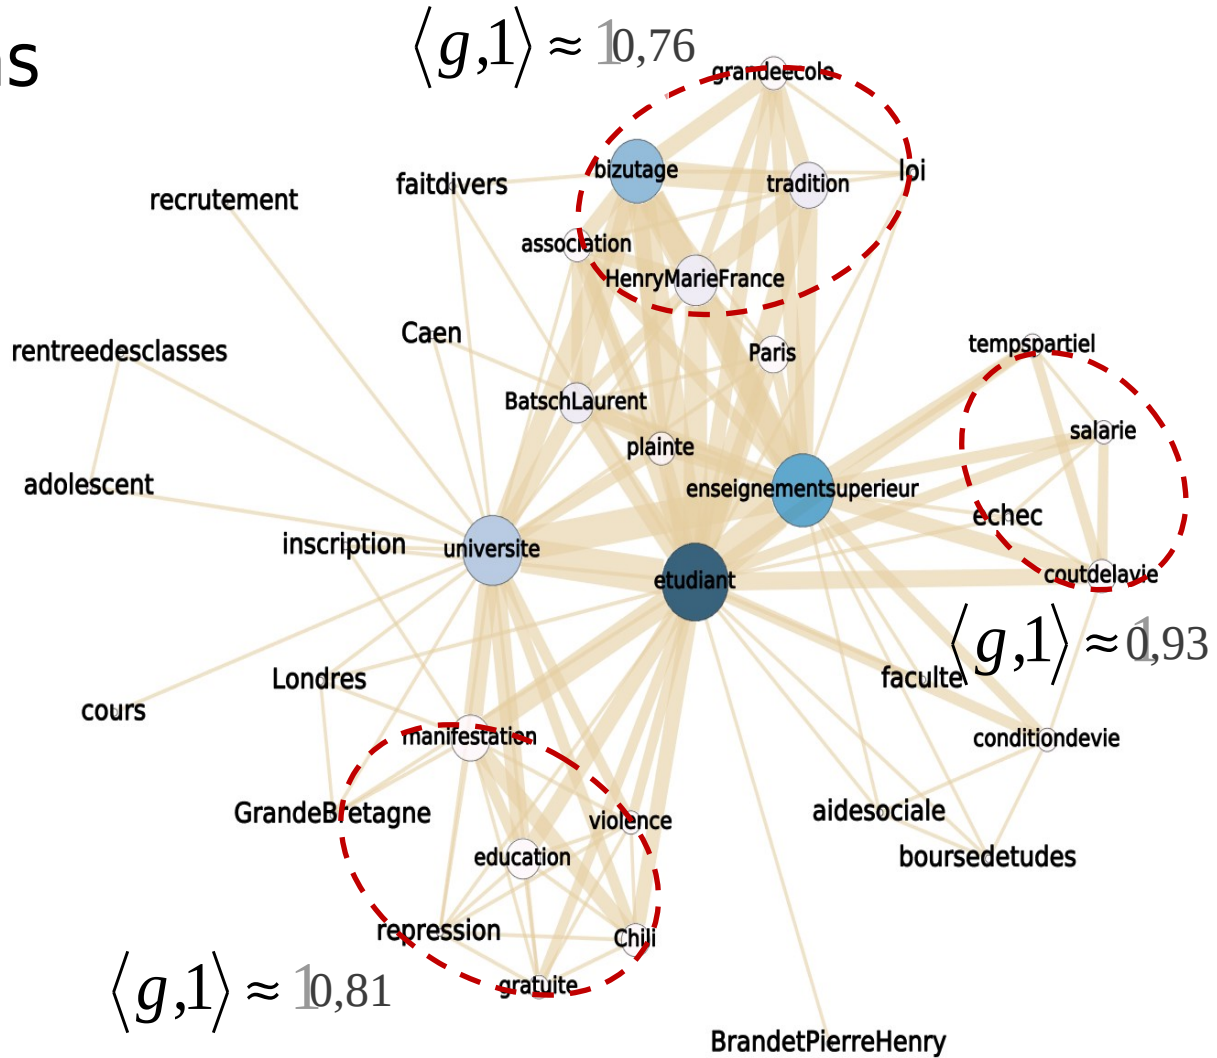 ns
⟨g,1⟩ ≈ 10,76
grandeecole
bizutage
loi
faitdivers
tradition
recrutement
association
HenryMarieFrance
Caen
tempspartiel
rentreedesclasses
Paris
BatschLaurent
salarie
plainte
adolescent
enseignementsuperieur
echec
inscription
universite
coutdelavie
etudiant
⟨g,1⟩ ≈ 0,93
Londres
faculte
cours
manifestation
conditiondevie
GrandeBretagne
aidesociale
violence
education
boursedetudes
repression
Chili
gratuite
⟨g,1⟩ ≈ 10,81
BrandetPierreHenry